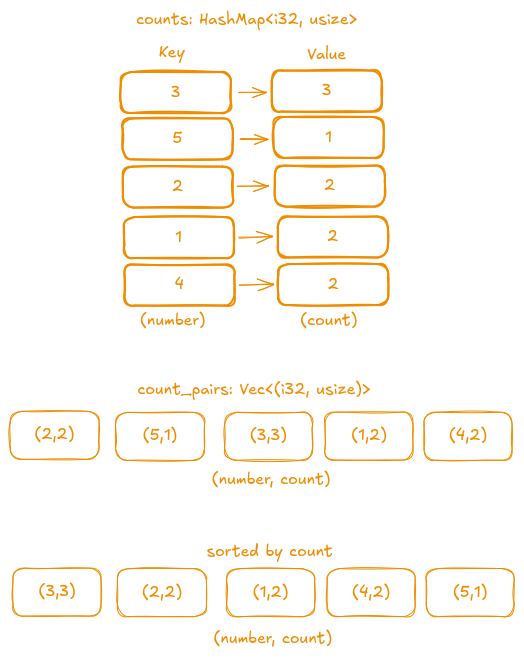 counts: HashMap<i32, usize>
Key Value
3 3
5 1
2 2
1 2
4 2
(number) (count)
count_pairs: Vec<(i32, usize)>
(2,2) (5,1) (3,3) (1,2) (4,2)
(number, count)
sorted by count
(3,3) (2,2) (1,2) (4,2) (5,1)
(number, count)